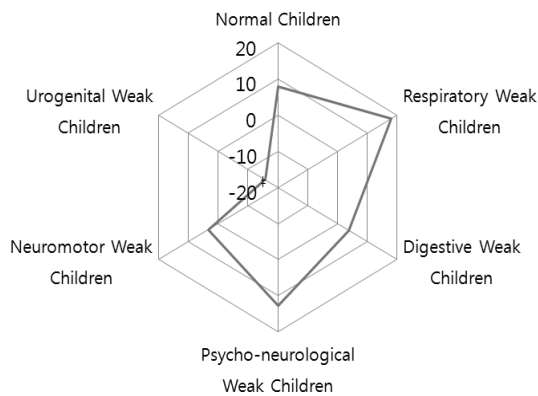 Normal Children
20
10
0
-10
-20
Respiratory Weak
Children
Digestive Weak
Children
Psycho-neurological
Weak Children
Neuromotor Weak
Children
Urogenital Weak
Children